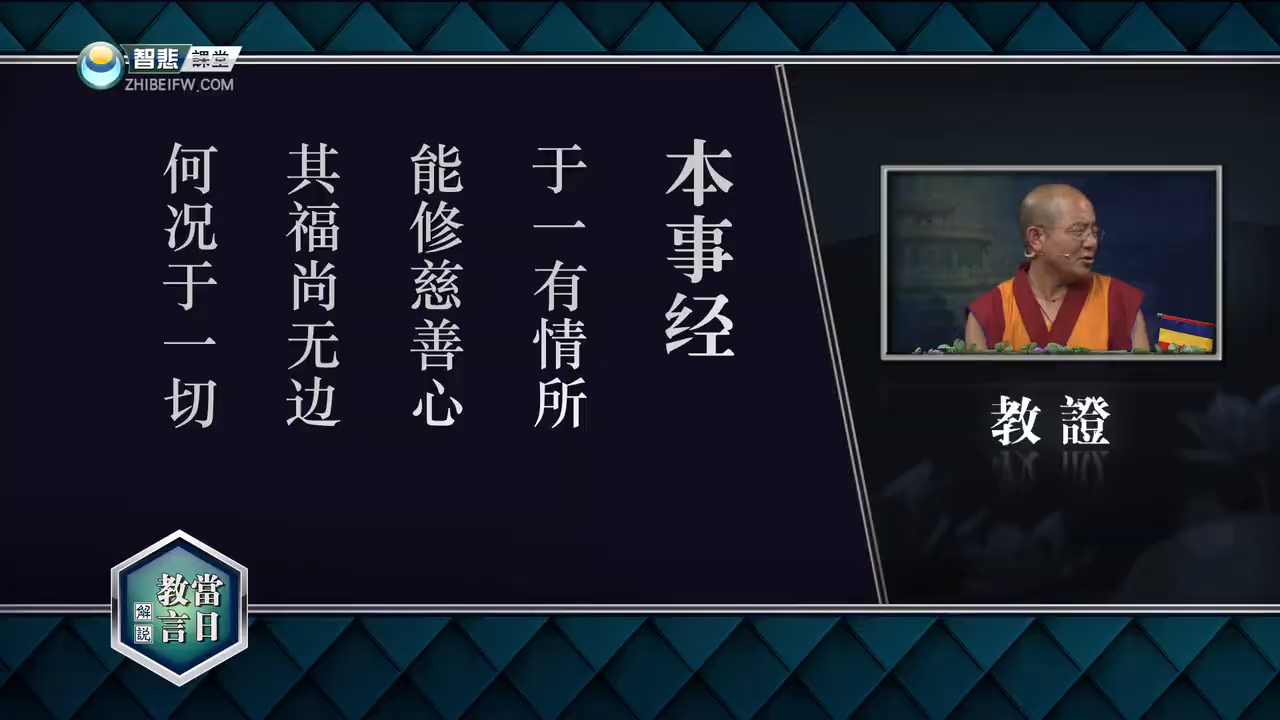 智悲課堂
ZHIBEIFW.COM
本事经
于一有情所
能修慈善心
其福尚无边
何况于一切
教證
當日
教言
解説